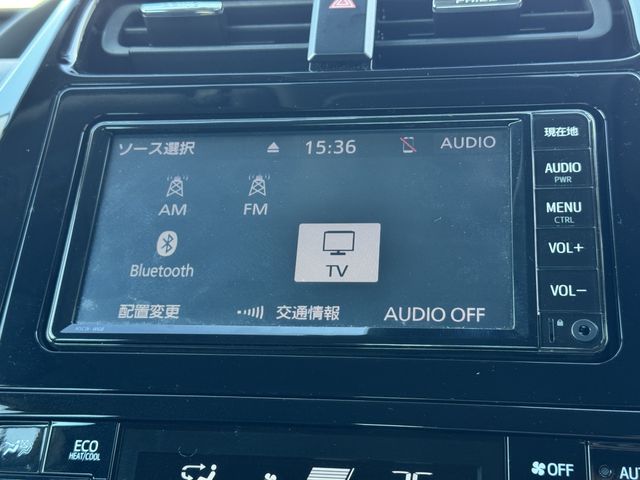 ソース選択 15:36 AUDIO
AM FM
Bluetooth TV
配置変更 交通情報 AUDIO OFF
現在地
AUDIO
PWR
MENU
CTRL
VOL+
VOL−
ECO
HEAT/COOL
OFF
AU